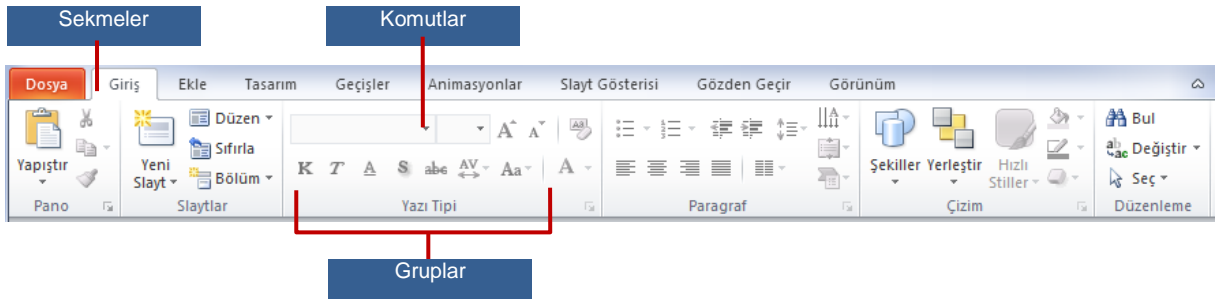 Sekmeler Komutlar
Dosya Giriş Ekle Tasarım Geçişler Animasyonlar Slayt Gösterisi Gözden Geçir Görünüm
Yapıştır
Yeni Slayt
Düzen
Sıfırla
Bölüm
K T A S abc AV Aa A
Şekiller Yerleştir Hızlı Stiller
Bul
Değiştir
Seç
Pano Slaytlar Yazı Tipi Paragraf Çizim Düzenleme
Gruplar